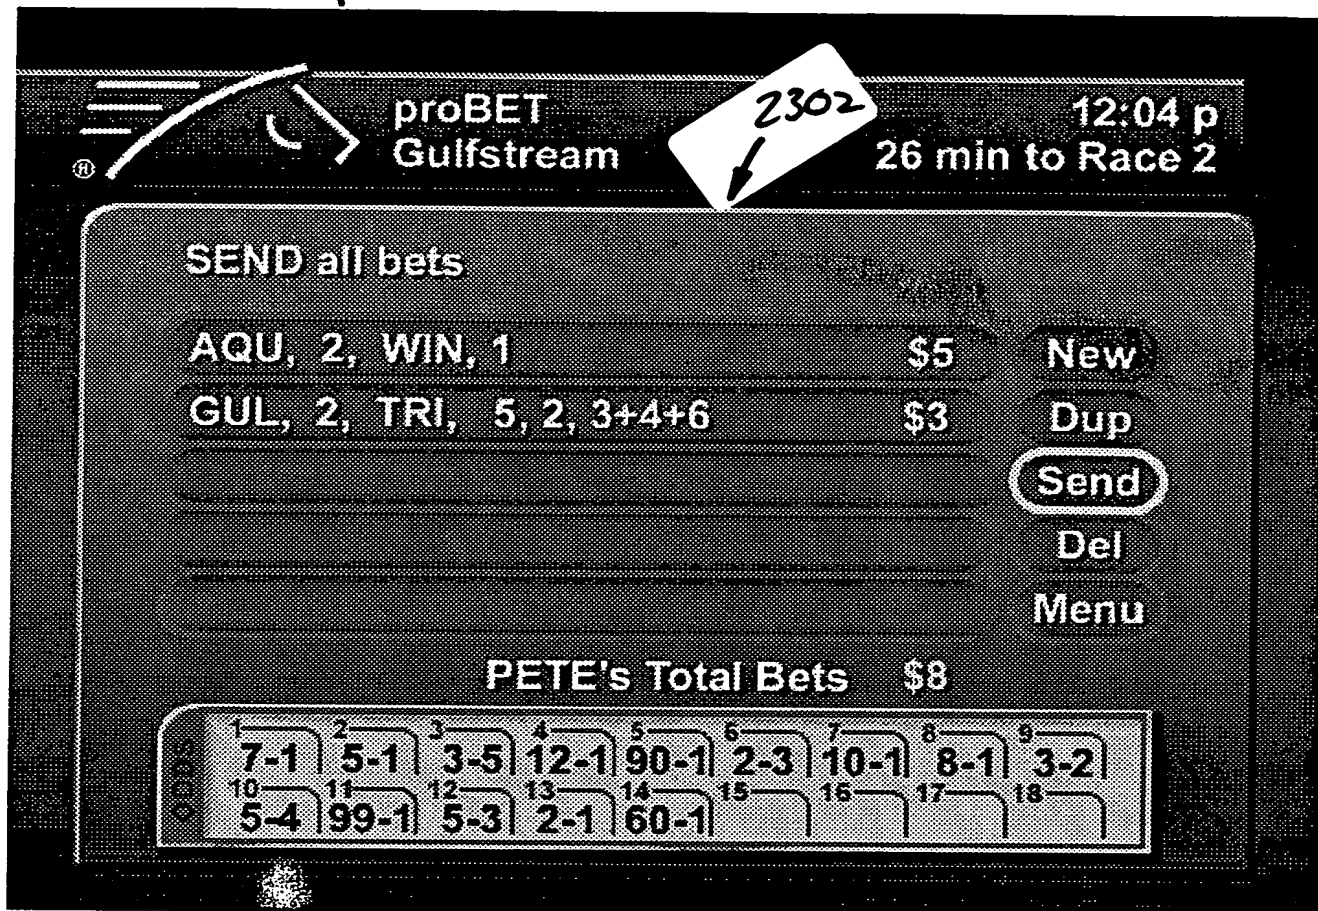 proBET
Gulfstream
2302
12:04 p
26 min to Race 2
®
SEND all bets
AQU, 2, WIN, 1 $5
GUL, 2, TRI, 5, 2, 3+4+6 $3
New
Dup
Send
Del
Menu
PETE's Total Bets $8
ODDS
1 2 3 4 5 6 7 8 9
7-1 5-1 3-5 12-1 90-1 2-3 10-1 8-1 3-2
10 11 12 13 14 15 16 17 18
5-4 99-1 5-3 2-1 60-1